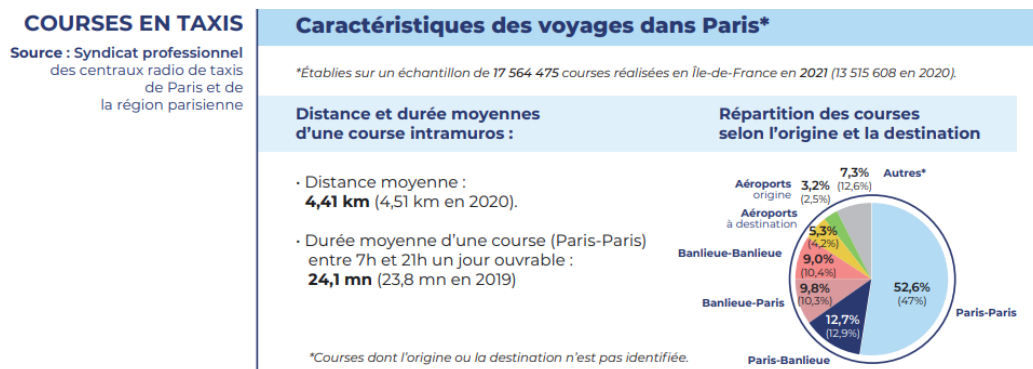 COURSES EN TAXIS
Source : Syndicat professionnel
des centraux radio de taxis
de Paris et de
la région parisienne
Caractéristiques des voyages dans Paris*
*Établies sur un échantillon de 17 564 475 courses réalisées en Île-de-France en 2021 (13 515 608 en 2020).
Distance et durée moyennes
d'une course intramuros :
• Distance moyenne :
4,41 km (4,51 km en 2020).
• Durée moyenne d'une course (Paris-Paris)
entre 7h et 21h un jour ouvrable :
24,1 mn (23,8 mn en 2019)
*Courses dont l'origine ou la destination n'est pas identifiée.
Répartition des courses
selon l'origine et la destination
7,3% Autres*
(12,6%)
Aéroports 3,2%
origine (2,5%)
Aéroports
à destination
5,3%
(4,2%)
Banlieue-Banlieue
9,0%
(10,4%)
Banlieue-Paris
9,8%
(10,3%)
12,7%
(12,9%)
Paris-Banlieue
52,6%
(47%)
Paris-Paris